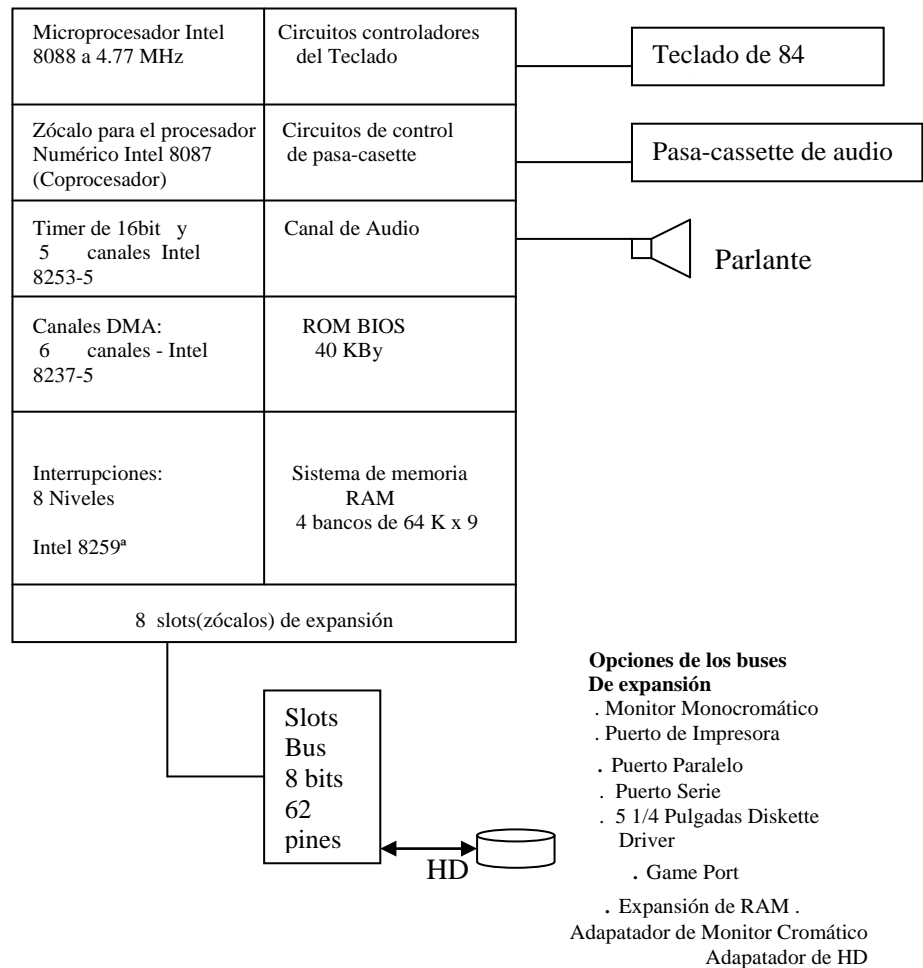 Microprocesador Intel
8088 a 4.77 MHz
Circuitos controladores
del Teclado
Teclado de 84
Zócalo para el procesador
Numérico Intel 8087
(Coprocesador)
Circuitos de control
de pasa-casette
Pasa-cassette de audio
Timer de 16bit y
5 canales Intel
8253-5
Canal de Audio
Parlante
Canales DMA:
6 canales - Intel
8237-5
ROM BIOS
40 KBy
Interrupciones:
8 Niveles
Intel 8259ª
Sistema de memoria
RAM
4 bancos de 64 K x 9
8 slots(zócalos) de expansión
Slots
Bus
8 bits
62
pines
HD
Opciones de los buses
De expansión
. Monitor Monocromático
. Puerto de Impresora
. Puerto Paralelo
. Puerto Serie
. 5 1/4 Pulgadas Diskette
Driver
. Game Port
. Expansión de RAM .
Adapatador de Monitor Cromático
Adapatador de HD